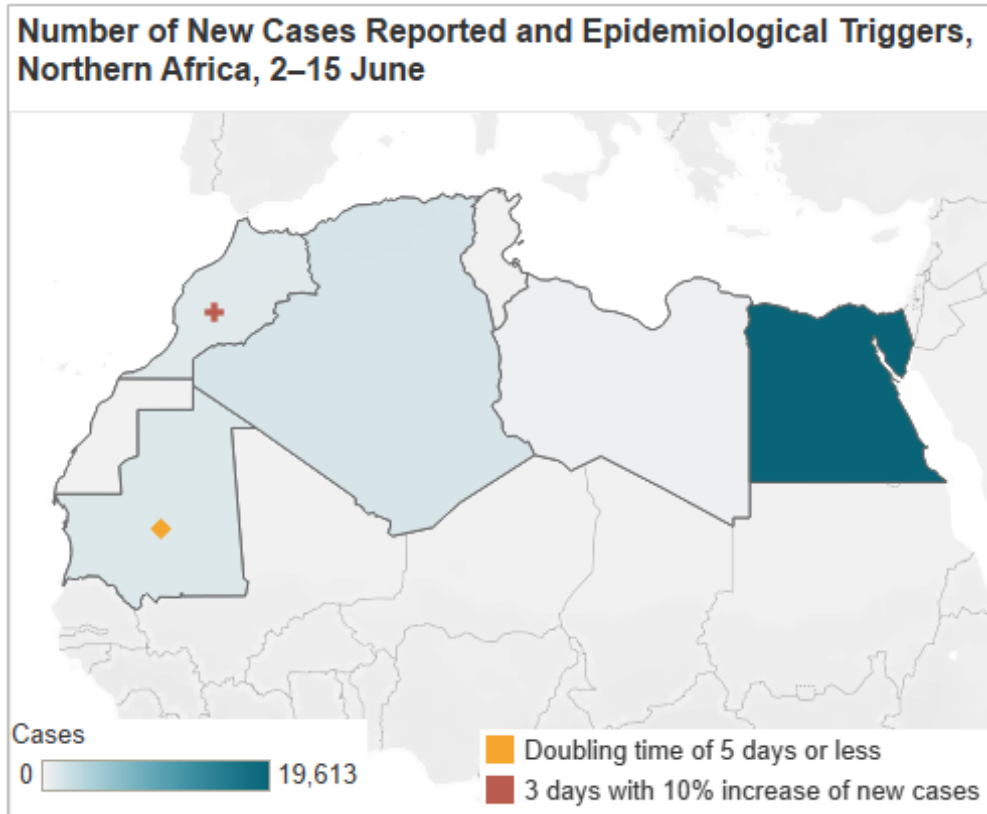 Number of New Cases Reported and Epidemiological Triggers,
Northern Africa, 2–15 June
Cases
0 19,613
Doubling time of 5 days or less
3 days with 10% increase of new cases